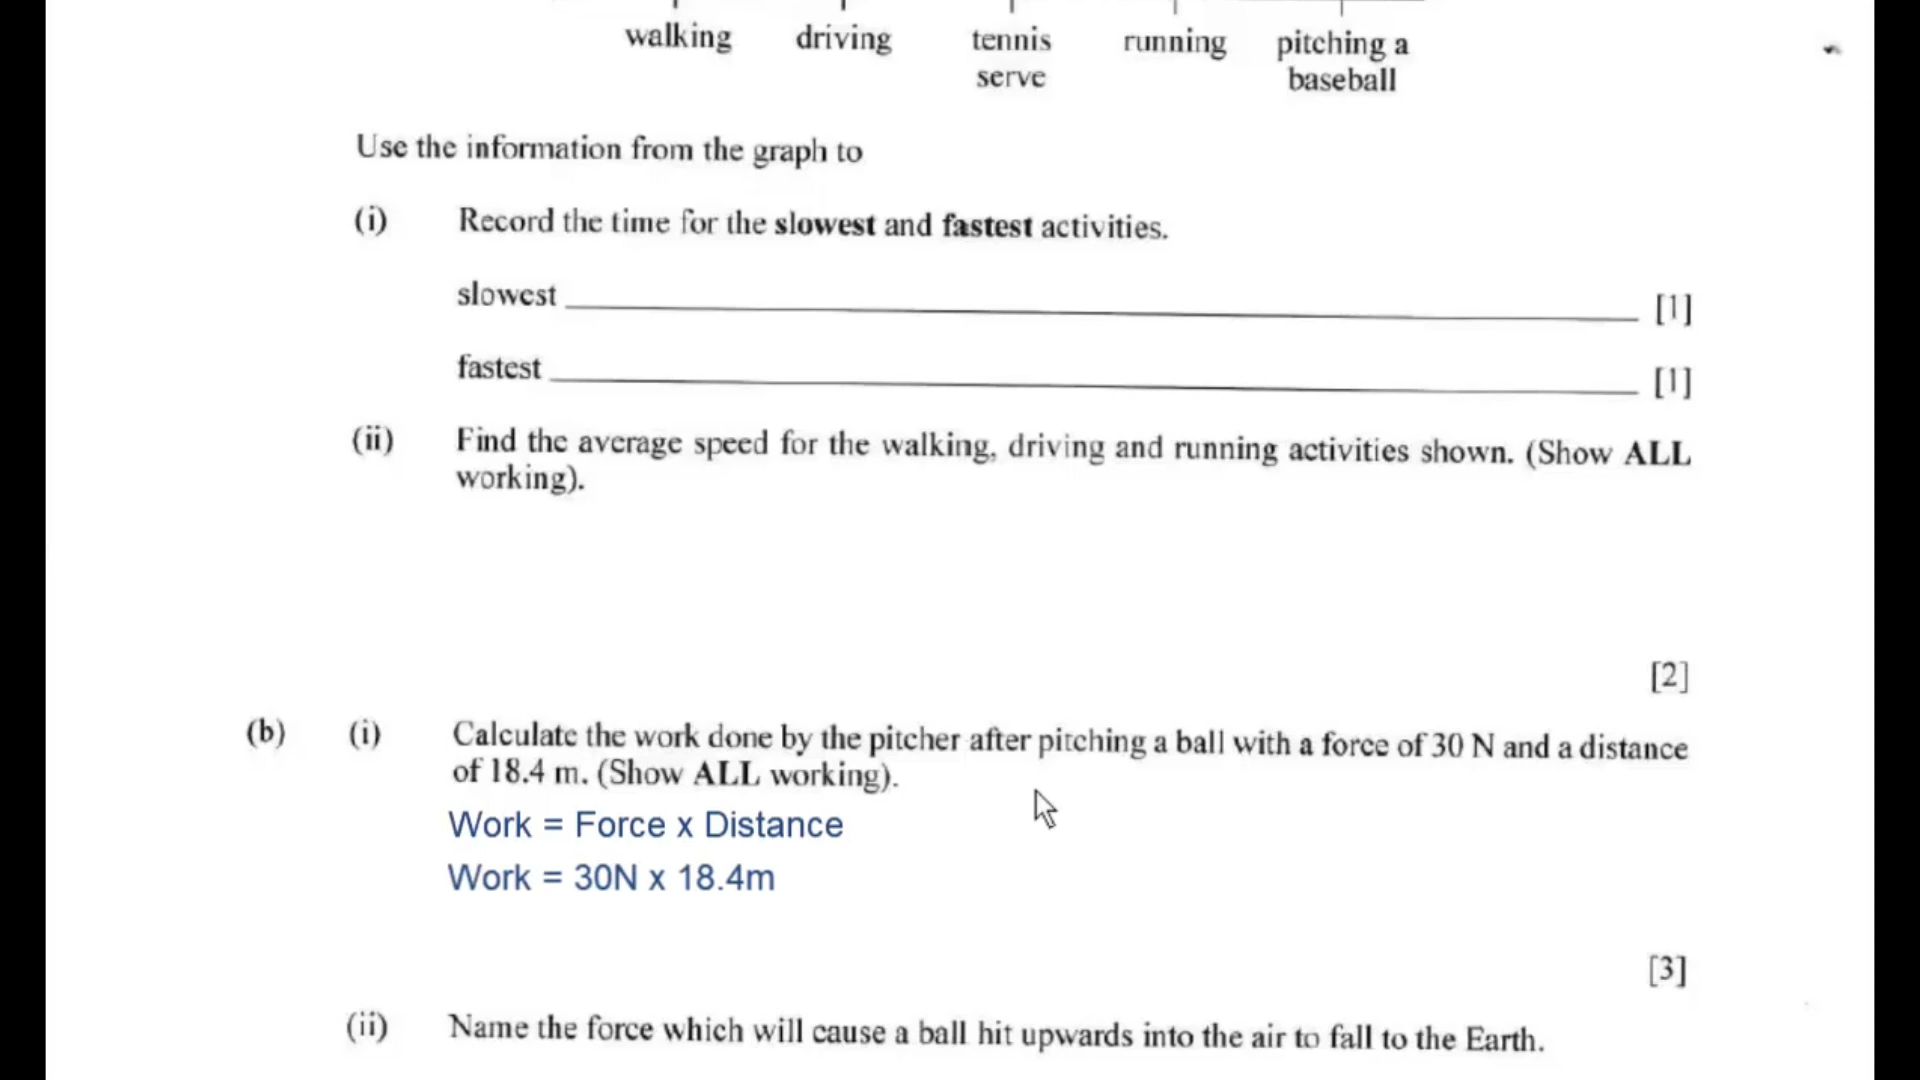 walking driving tennis running pitching a
serve baseball
Use the information from the graph to
(i) Record the time for the slowest and fastest activities.
slowest [1]
fastest [1]
(ii) Find the average speed for the walking, driving and running activities shown. (Show ALL
working).
[2]
(b) (i) Calculate the work done by the pitcher after pitching a ball with a force of 30 N and a distance
of 18.4 m. (Show ALL working).
Work = Force x Distance
Work = 30N x 18.4m
[3]
(ii) Name the force which will cause a ball hit upwards into the air to fall to the Earth.